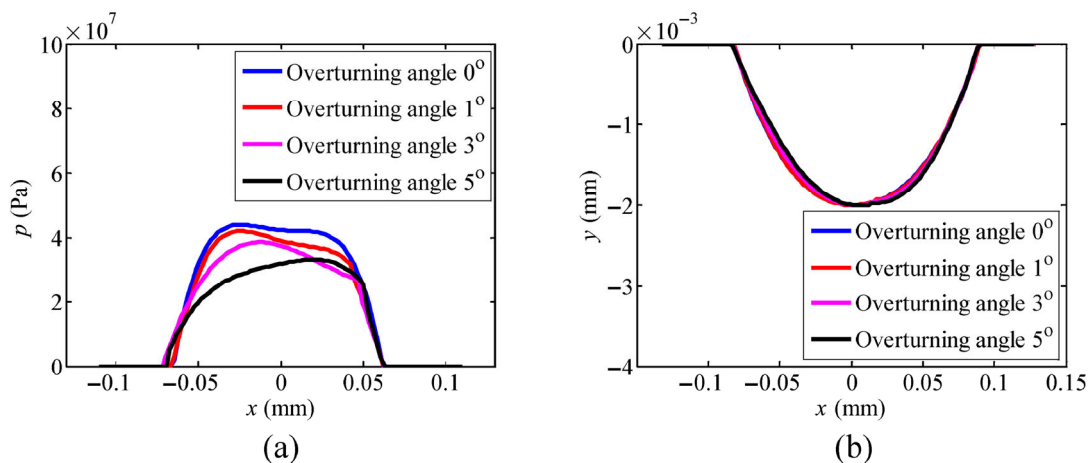 ×10⁷
10
8
6
4
2
0
p (Pa)
Overturning angle 0°
Overturning angle 1°
Overturning angle 3°
Overturning angle 5°
−0.1 −0.05 0 0.05 0.1
x (mm)
(a)
×10⁻³
0
−1
−2
−3
−4
y (mm)
Overturning angle 0°
Overturning angle 1°
Overturning angle 3°
Overturning angle 5°
−0.1 −0.05 0 0.05 0.1 0.15
x (mm)
(b)